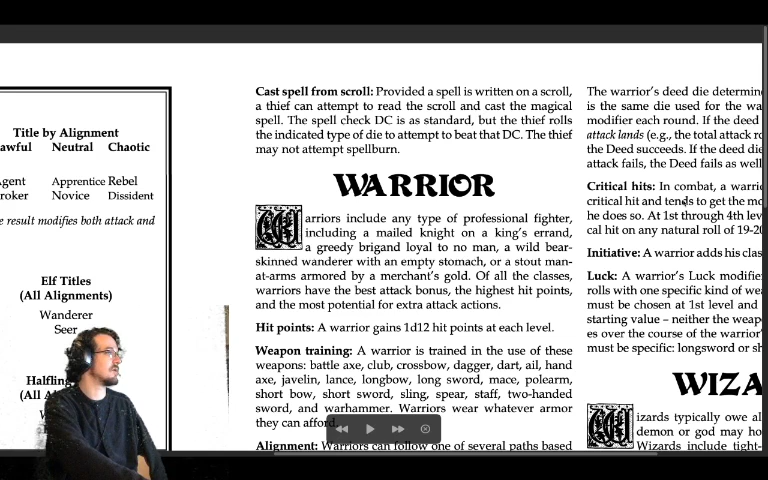 Title by Alignment
awful Neutral Chaotic
gent Apprentice Rebel
roker Novice Dissident
e result modifies both attack and
Elf Titles
(All Alignments)
Wanderer
Seer
Halfling
(All A
Cast spell from scroll: Provided a spell is written on a scroll,
a thief can attempt to read the scroll and cast the magical
spell. The spell check DC is as standard, but the thief rolls
the indicated type of die to attempt to beat that DC. The thief
may not attempt spellburn.
WARRIOR
Warriors include any type of professional fighter,
including a mailed knight on a king's errand,
a greedy brigand loyal to no man, a wild bear-
skinned wanderer with an empty stomach, or a stout man-
at-arms armored by a merchant's gold. Of all the classes,
warriors have the best attack bonus, the highest hit points,
and the most potential for extra attack actions.
Hit points: A warrior gains 1d12 hit points at each level.
Weapon training: A warrior is trained in the use of these
weapons: battle axe, club, crossbow, dagger, dart, ail, hand
axe, javelin, lance, longbow, long sword, mace, polearm,
short bow, short sword, sling, spear, staff, two-handed
sword, and warhammer. Warriors wear whatever armor
they can afford.
Alignment: Warriors can follow one of several paths based
The warrior's deed die determin
is the same die used for the wa
modifier each round. If the deed
attack lands (e.g., the total attack ro
the Deed succeeds. If the deed die
attack fails, the Deed fails as well
Critical hits: In combat, a warrio
critical hit and tends to get the mo
he does so. At 1st through 4th lev
cal hit on any natural roll of 19-20
Initiative: A warrior adds his clas
Luck: A warrior's Luck modifie
rolls with one specific kind of wea
must be chosen at 1st level and
starting value – neither the weap
es over the course of the warrior'
must be specific: longsword or sh
WIZA
Wizards typically owe al
demon or god may ho
Wizards include tight-